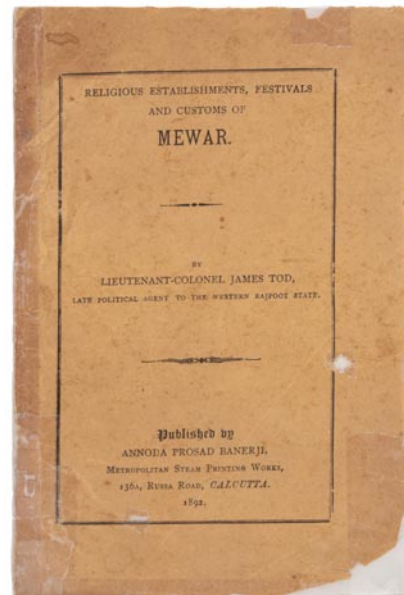 RELIGIOUS ESTABLISHMENTS, FESTIVALS
AND CUSTOMS OF
MEWAR.
BY
LIEUTENANT-COLONEL JAMES TOD,
LATE POLITICAL AGENT TO THE WESTERN RAJPOOT STATE.
Published by
ANNODA PROSAD BANERJI,
METROPOLITAN STEAM PRINTING WORKS,
136A, RUSSA ROAD, CALCUTTA.
1892.